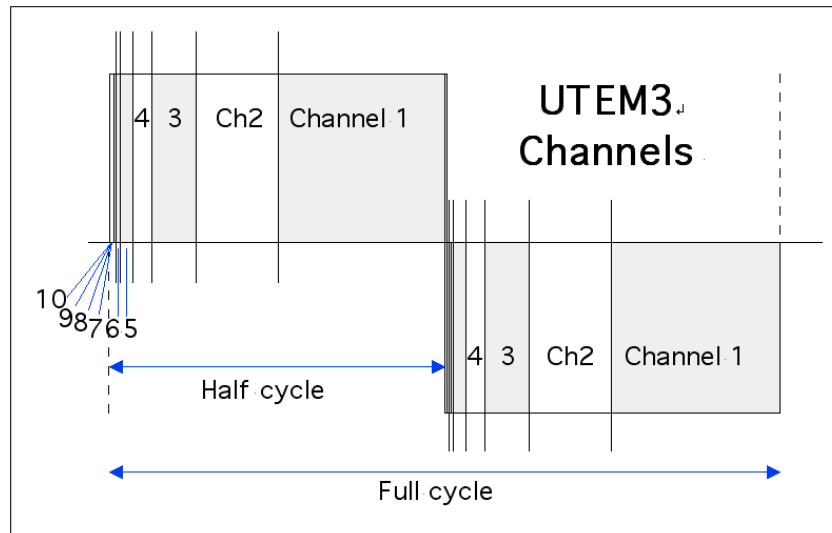 UTEM3
Channels
4 3 Ch2 Channel 1
10
9 8 7 6 5
4 3 Ch2 Channel 1
Half cycle
Full cycle